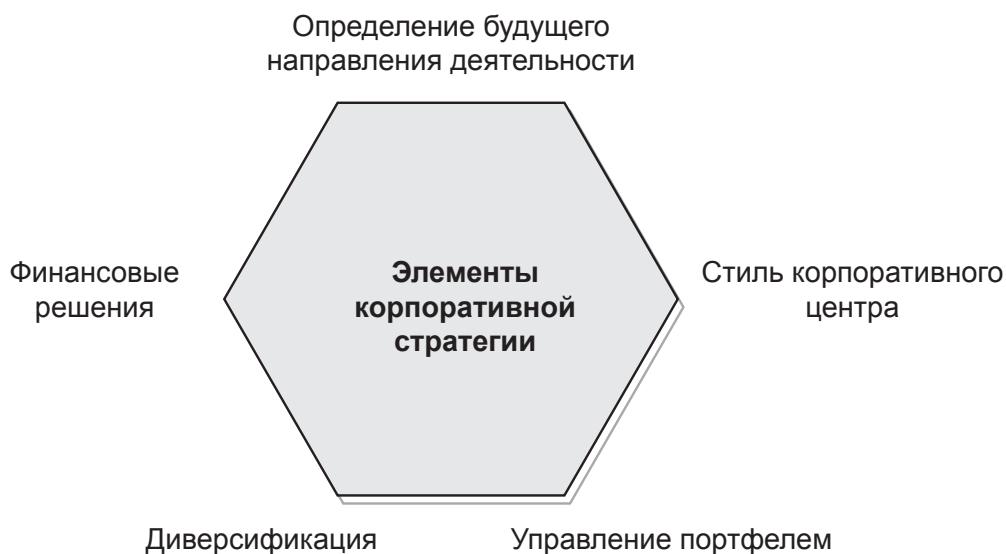 Определение будущего
направления деятельности
Финансовые
решения
Элементы
корпоративной
стратегии
Стиль корпоративного
центра
Диверсификация
Управление портфелем